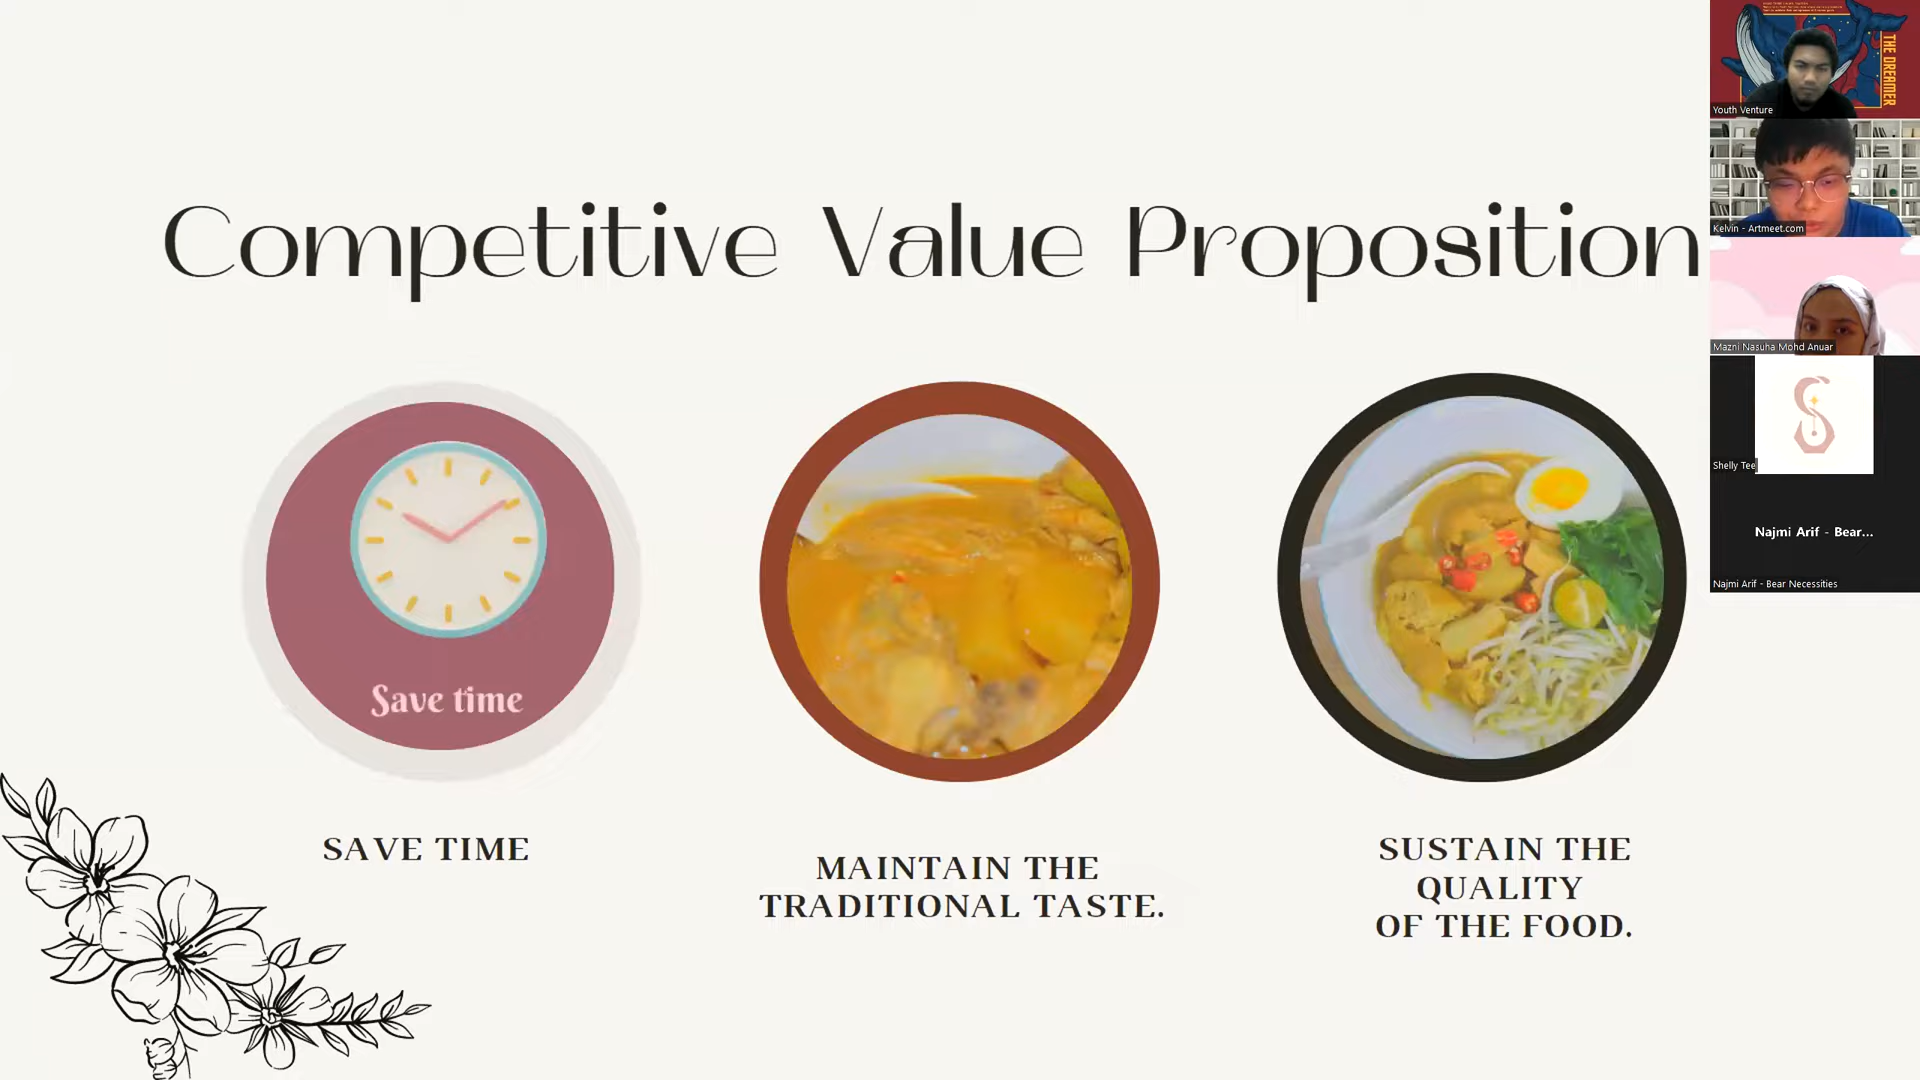 Competitive Value Proposition
Save time
SAVE TIME
MAINTAIN THE
TRADITIONAL TASTE.
SUSTAIN THE
QUALITY
OF THE FOOD.
THE DREAMER
Youth Venture
Kelvin - Artmeet.com
Mazni Nasuha Mohd Anuar
Shelly Tee
Najmi Arif - Bear...
Najmi Arif - Bear Necessities